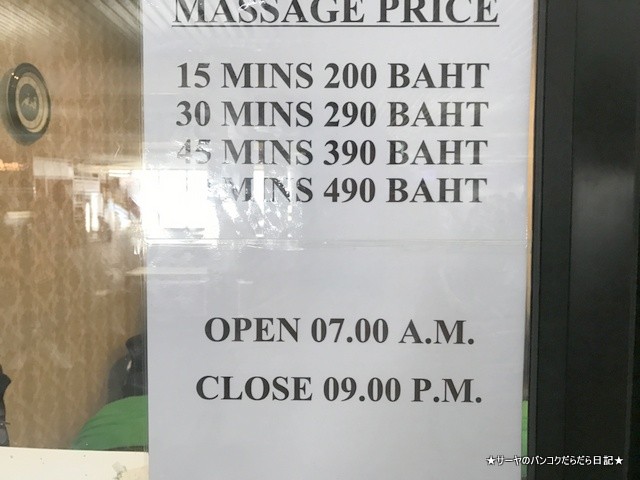 MASSAGE PRICE
15 MINS 200 BAHT
30 MINS 290 BAHT
45 MINS 390 BAHT
MINS 490 BAHT
OPEN 07.00 A.M.
CLOSE 09.00 P.M.
★サーヤのバンコクだらだら日記★